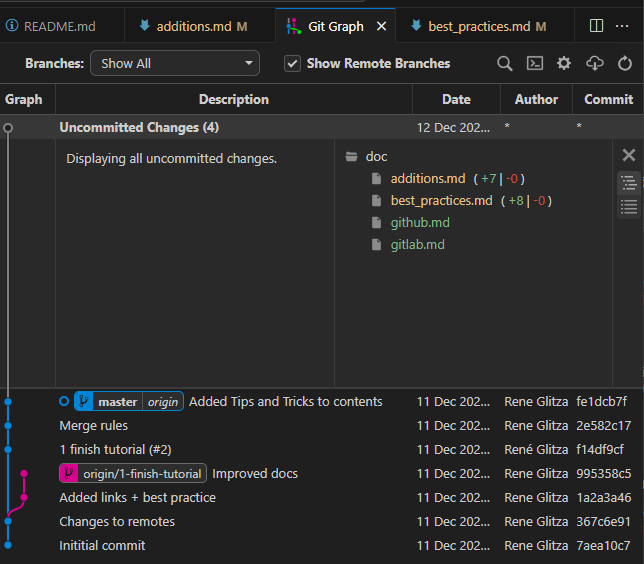 README.md additions.md M Git Graph best_practices.md M
Branches: Show All Show Remote Branches
Graph Description Date Author Commit
Uncommitted Changes (4) 12 Dec 202... * *
Displaying all uncommitted changes.
doc
additions.md (+7|-0)
best_practices.md (+8|-0)
github.md
gitlab.md
master origin Added Tips and Tricks to contents 11 Dec 202... Rene Glitza fe1dcb7f
Merge rules 11 Dec 202... Rene Glitza 2e582c17
1 finish tutorial (#2) 11 Dec 202... René Glitza f14df9cf
origin/1-finish-tutorial Improved docs 11 Dec 202... Rene Glitza 995358c5
Added links + best practice 11 Dec 202... Rene Glitza 1a2a3a46
Changes to remotes 11 Dec 202... Rene Glitza 367c6e91
Inititial commit 11 Dec 202... Rene Glitza 7aea10c7